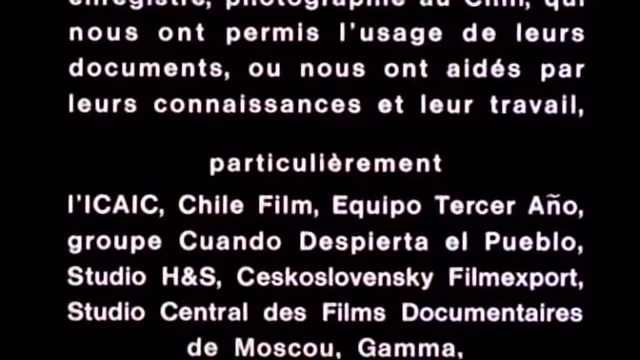 enregistré, photographié au Chili, qui
nous ont permis l'usage de leurs
documents, ou nous ont aidés par
leurs connaissances et leur travail,
particulièrement
l'ICAIC, Chile Film, Equipo Tercer Año,
groupe Cuando Despierta el Pueblo,
Studio H&S, Ceskoslovensky Filmexport,
Studio Central des Films Documentaires
de Moscou, Gamma,